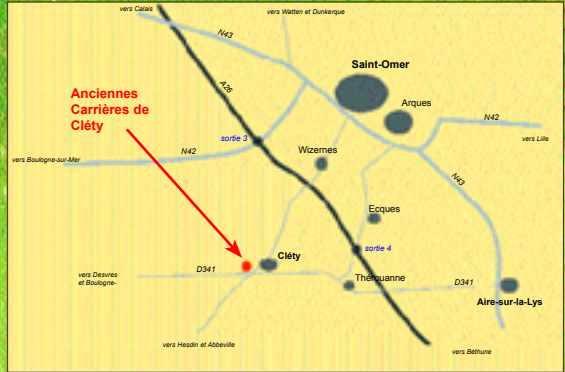 vers Calais
vers Watten et Dunkerque
N43
A26
Saint-Omer
Anciennes
Carrières de
Cléty
Arques
N42
sortie 3
vers Lille
N42
Wizernes
vers Boulogne-sur-Mer
N43
Ecques
sortie 4
Cléty
vers Desvres
et Boulogne-
D341
Thérouanne
D341
Aire-sur-la-Lys
vers Hesdin et Abbeville
vers Béthune